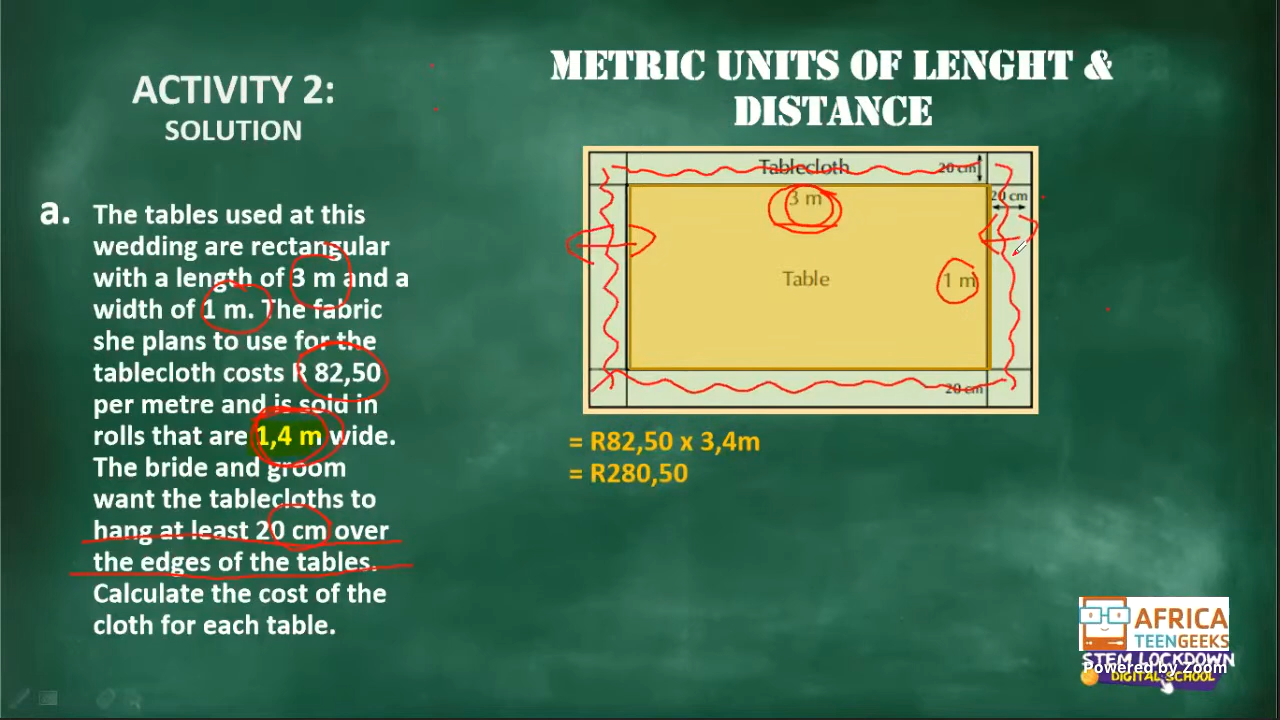 ACTIVITY 2:
SOLUTION
METRIC UNITS OF LENGHT &
DISTANCE
a. The tables used at this
wedding are rectangular
with a length of 3 m and a
width of 1 m. The fabric
she plans to use for the
tablecloth costs R 82,50
per metre and is sold in
rolls that are 1,4 m wide.
The bride and groom
want the tablecloths to
hang at least 20 cm over
the edges of the tables.
Calculate the cost of the
cloth for each table.
Tablecloth
20 cm
3 m
20 cm
Table
1 m
20 cm
= R82,50 x 3,4m
= R280,50
AFRICA
TEENGEEKS
STEM LOCKDOWN
DIGITAL SCHOOL
Powered by Zoom